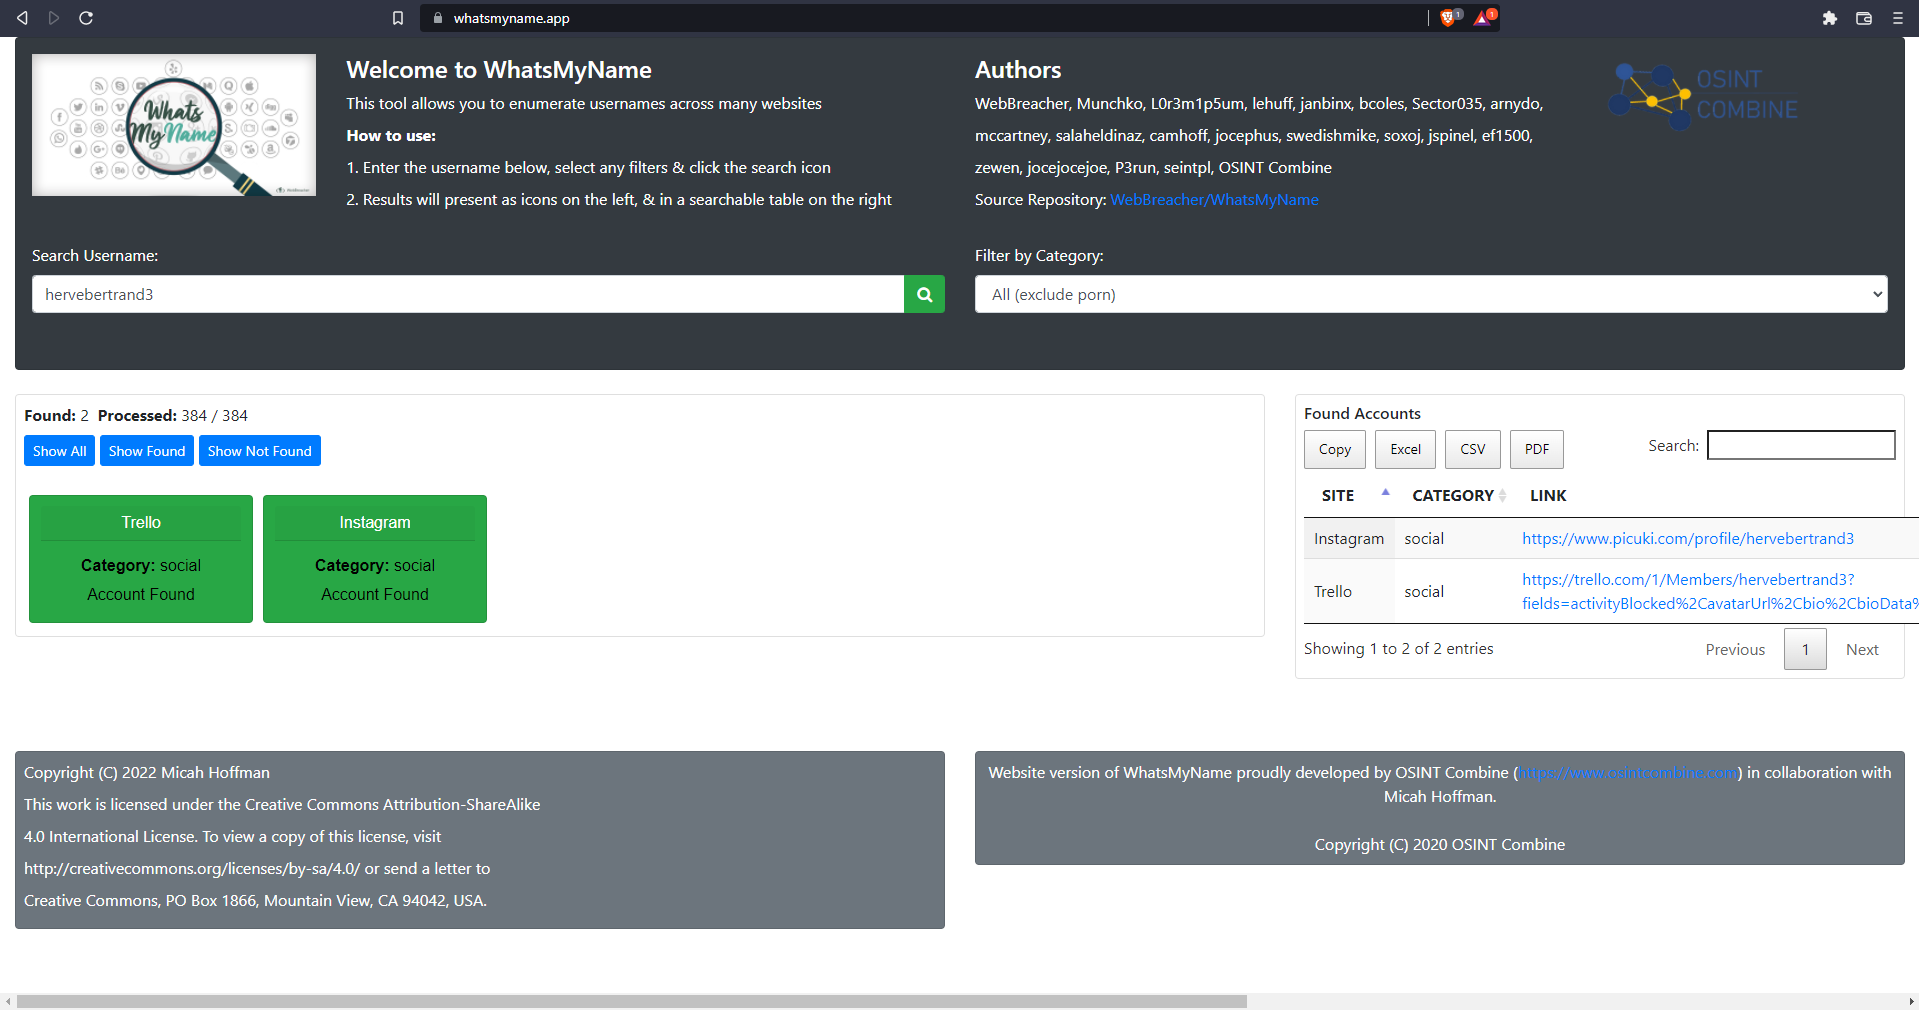 whatsmyname.app
1
1
Whats
My Name
Welcome to WhatsMyName
This tool allows you to enumerate usernames across many websites
How to use:
1. Enter the username below, select any filters & click the search icon
2. Results will present as icons on the left, & in a searchable table on the right
Authors
WebBreacher, Munchko, L0r3m1p5um, lehuff, janbinx, bcoles, Sector035, arnydo,
mccartney, salaheldinaz, camhoff, jocephus, swedishmike, soxoj, jspinel, ef1500,
zewen, jocejocejoe, P3run, seintpl, OSINT Combine
Source Repository: WebBreacher/WhatsMyName
OSINT
COMBINE
Search Username:
hervebertrand3
Filter by Category:
All (exclude porn)
Found: 2 Processed: 384 / 384
Show All Show Found Show Not Found
Trello
Category: social
Account Found
Instagram
Category: social
Account Found
Found Accounts
Copy Excel CSV PDF Search:
SITE CATEGORY LINK
Instagram social https://www.picuki.com/profile/hervebertrand3
Trello social https://trello.com/1/Members/hervebertrand3?
fields=activityBlocked%2CavatarUrl%2Cbio%2CbioData%
Showing 1 to 2 of 2 entries
Previous 1 Next
Copyright (C) 2022 Micah Hoffman
This work is licensed under the Creative Commons Attribution-ShareAlike
4.0 International License. To view a copy of this license, visit
http://creativecommons.org/licenses/by-sa/4.0/ or send a letter to
Creative Commons, PO Box 1866, Mountain View, CA 94042, USA.
Website version of WhatsMyName proudly developed by OSINT Combine (https://www.osintcombine.com) in collaboration with
Micah Hoffman.
Copyright (C) 2020 OSINT Combine